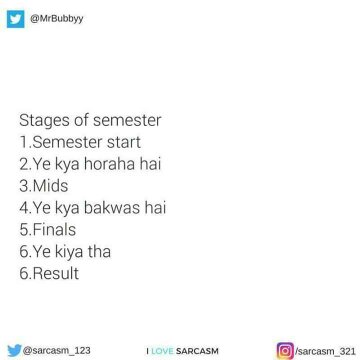 @MrBubbyy
Stages of semester
1.Semester start
2.Ye kya horaha hai
3.Mids
4.Ye kya bakwas hai
5.Finals
6.Ye kiya tha
6.Result
@sarcasm_123
I LOVE SARCASM
/sarcasm_321